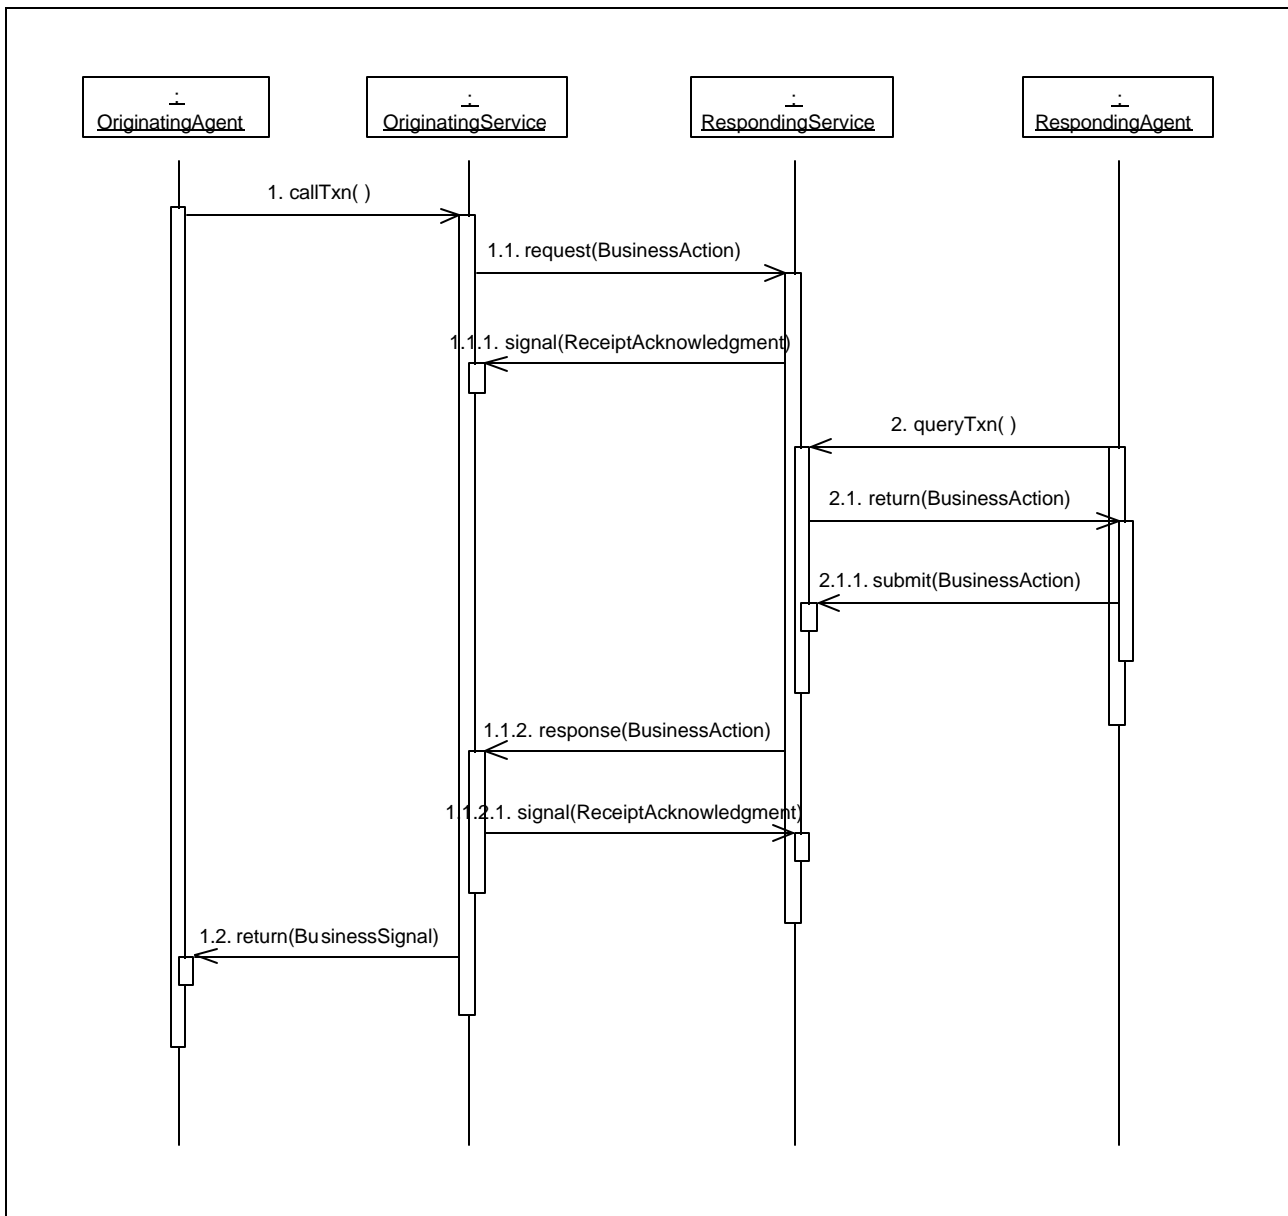 :
OriginatingAgent
:
OriginatingService
:
RespondingService
:
RespondingAgent
1. callTxn( )
1.1. request(BusinessAction)
1.1.1. signal(ReceiptAcknowledgment)
2. queryTxn( )
2.1. return(BusinessAction)
2.1.1. submit(BusinessAction)
1.1.2. response(BusinessAction)
1.1.2.1. signal(ReceiptAcknowledgment)
1.2. return(BusinessSignal)